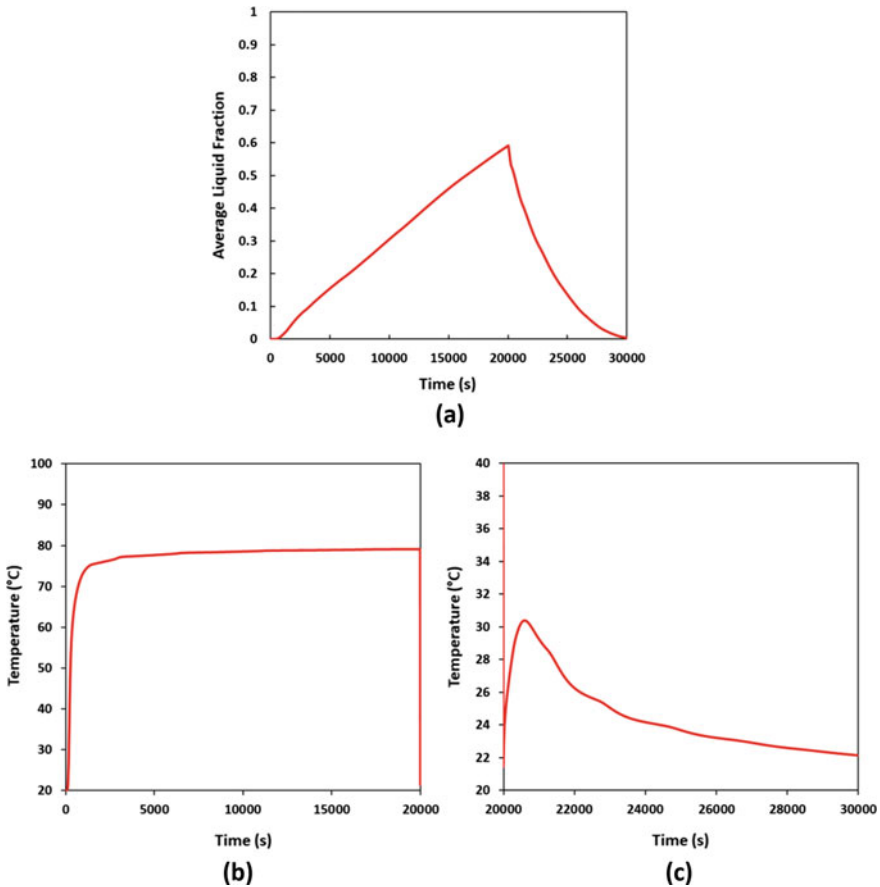 1
0.9
0.8
0.7
0.6
0.5
0.4
0.3
0.2
0.1
0
Average Liquid Fraction
0 5000 10000 15000 20000 25000 30000
Time (s)
(a)
100
90
80
70
60
50
40
30
20
Temperature (°C)
0 5000 10000 15000 20000
Time (s)
(b)
40
38
36
34
32
30
28
26
24
22
20
Temperature (°C)
20000 22000 24000 26000 28000 30000
Time (s)
(c)